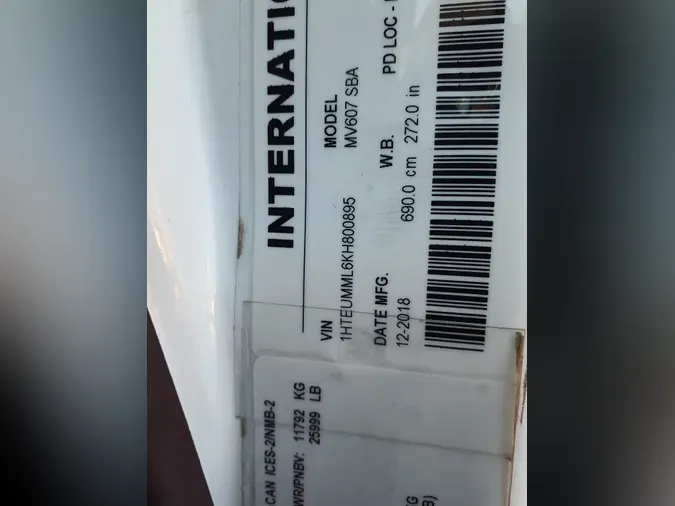 INTERNATIO
VIN MODEL
1HTEUMML6KH800895 MV607 SBA
DATE MFG. W.B. PD LOC -
12-2018 690.0 cm 272.0 in
CAN ICES-2/NMB-2
WR/PNBV: 11792 KG
25999 LB